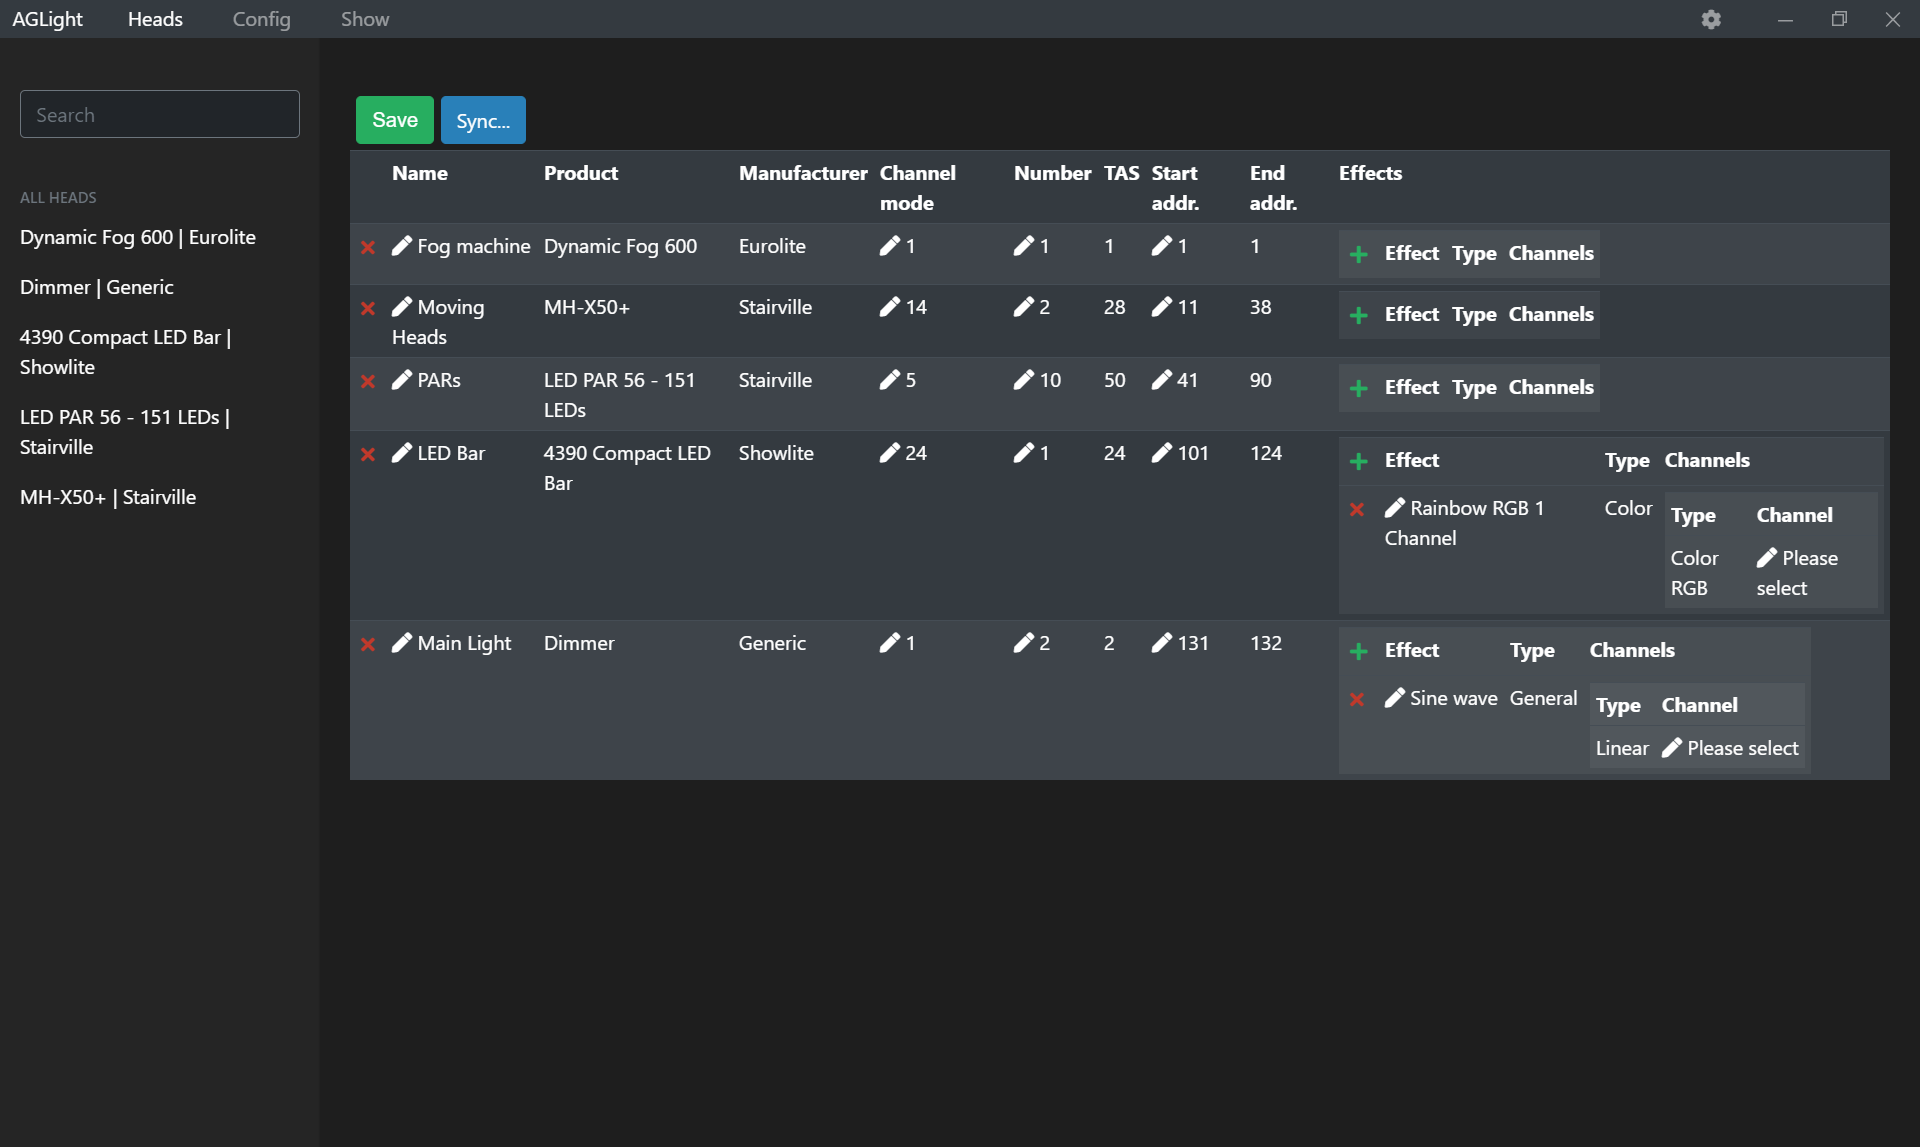 AGLight Heads Config Show
Search
ALL HEADS
Dynamic Fog 600 | Eurolite
Dimmer | Generic
4390 Compact LED Bar |
Showlite
LED PAR 56 - 151 LEDs |
Stairville
MH-X50+ | Stairville
Save Sync...
Name Product Manufacturer Channel Number TAS Start End Effects
mode addr. addr.
Fog machine Dynamic Fog 600 Eurolite 1 1 1 1 1 Effect Type Channels
Moving MH-X50+ Stairville 14 2 28 11 38 Effect Type Channels
Heads
PARs LED PAR 56 - 151 Stairville 5 10 50 41 90 Effect Type Channels
LEDs
LED Bar 4390 Compact LED Showlite 24 1 24 101 124 Effect Type Channels
Bar
Rainbow RGB 1 Color Type Channel
Channel
Color Please
RGB select
Main Light Dimmer Generic 1 2 2 131 132 Effect Type Channels
Sine wave General Type Channel
Linear Please select